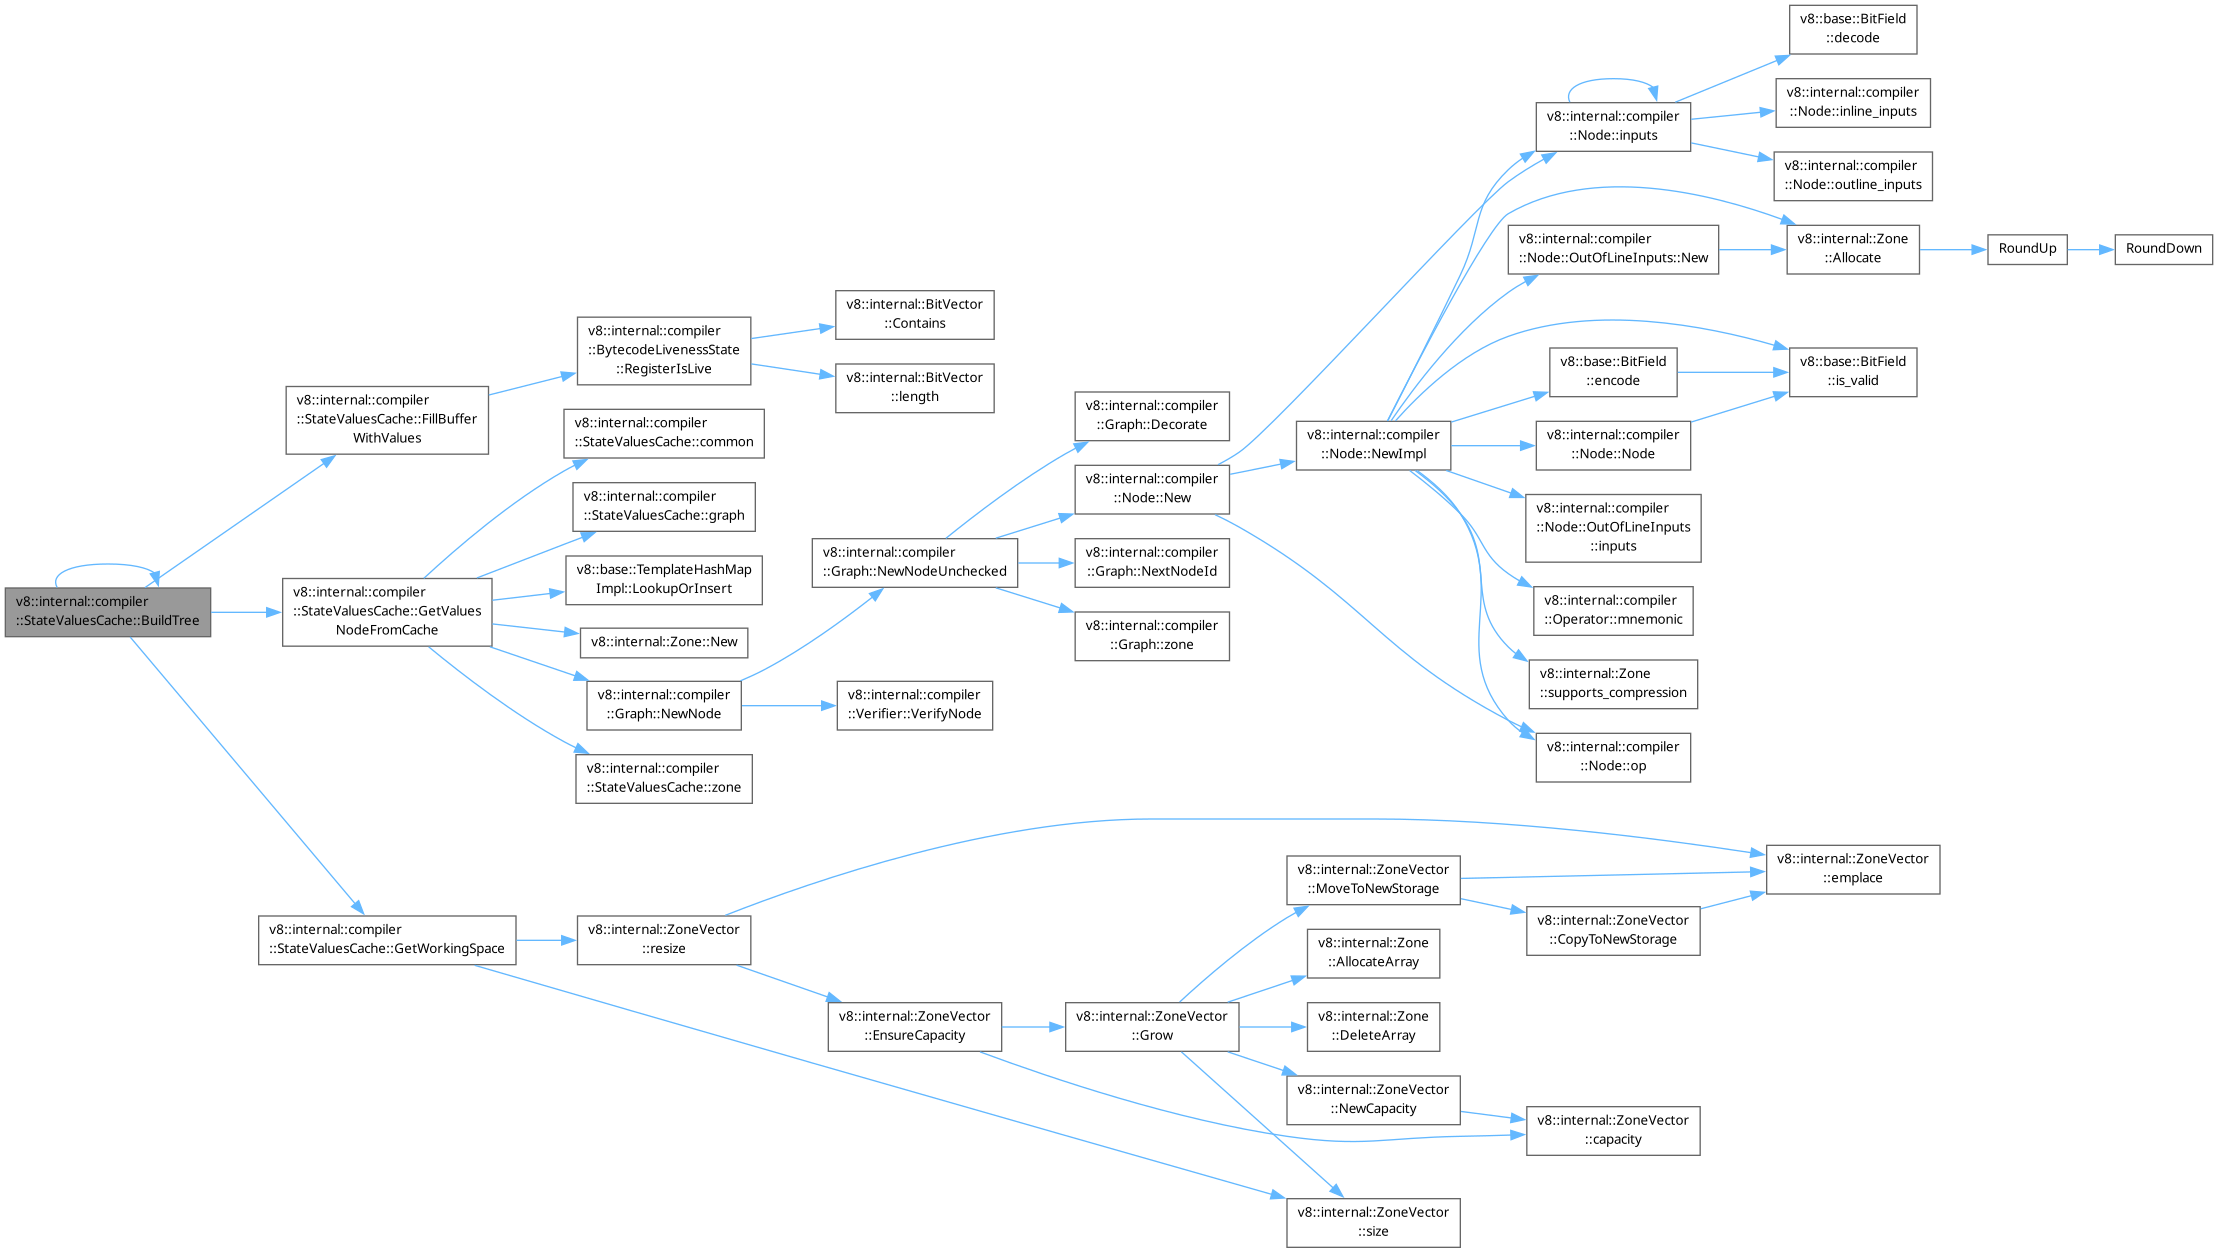 v8::internal::compiler
::StateValuesCache::BuildTree
v8::internal::compiler
::StateValuesCache::FillBuffer
WithValues
v8::internal::compiler
::BytecodeLivenessState
::RegisterIsLive
v8::internal::BitVector
::Contains
v8::internal::BitVector
::length
v8::internal::compiler
::StateValuesCache::GetValues
NodeFromCache
v8::internal::compiler
::StateValuesCache::common
v8::internal::compiler
::StateValuesCache::graph
v8::base::TemplateHashMap
Impl::LookupOrInsert
v8::internal::Zone::New
v8::internal::compiler
::Graph::NewNode
v8::internal::compiler
::StateValuesCache::zone
v8::internal::compiler
::Graph::NewNodeUnchecked
v8::internal::compiler
::Verifier::VerifyNode
v8::internal::compiler
::Graph::Decorate
v8::internal::compiler
::Node::New
v8::internal::compiler
::Graph::NextNodeId
v8::internal::compiler
::Graph::zone
v8::internal::compiler
::Node::NewImpl
v8::internal::compiler
::Node::inputs
v8::base::BitField
::decode
v8::internal::compiler
::Node::inline_inputs
v8::internal::compiler
::Node::outline_inputs
v8::internal::compiler
::Node::OutOfLineInputs::New
v8::internal::Zone
::Allocate
RoundUp
RoundDown
v8::base::BitField
::encode
v8::base::BitField
::is_valid
v8::internal::compiler
::Node::Node
v8::internal::compiler
::Node::OutOfLineInputs
::inputs
v8::internal::compiler
::Operator::mnemonic
v8::internal::Zone
::supports_compression
v8::internal::compiler
::Node::op
v8::internal::compiler
::StateValuesCache::GetWorkingSpace
v8::internal::ZoneVector
::resize
v8::internal::ZoneVector
::EnsureCapacity
v8::internal::ZoneVector
::Grow
v8::internal::ZoneVector
::MoveToNewStorage
v8::internal::Zone
::AllocateArray
v8::internal::Zone
::DeleteArray
v8::internal::ZoneVector
::NewCapacity
v8::internal::ZoneVector
::size
v8::internal::ZoneVector
::emplace
v8::internal::ZoneVector
::CopyToNewStorage
v8::internal::ZoneVector
::capacity